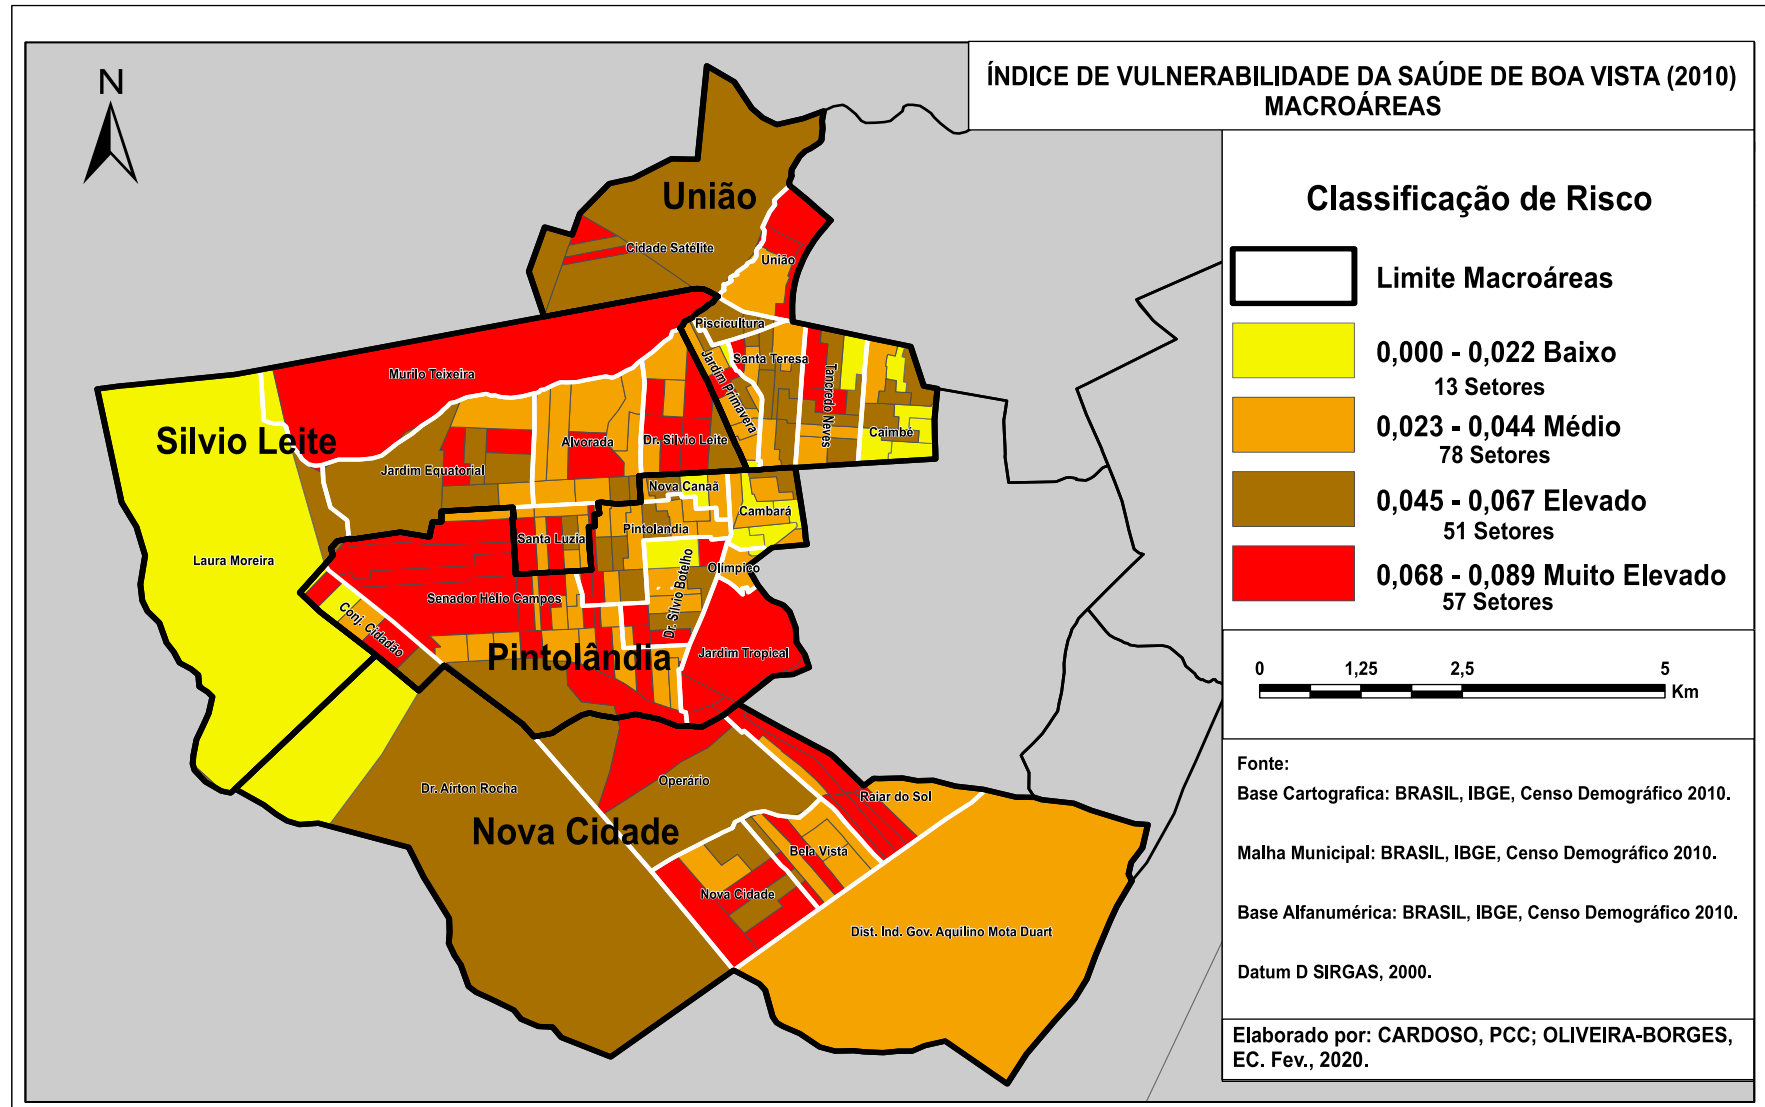 ÍNDICE DE VULNERABILIDADE DA SAÚDE DE BOA VISTA (2010)
MACROÁREAS
N
União
Cidade Satélite
União
Piscicultura
Santa Teresa
Jardim Primavera
Tancredo Neves
Caimbé
Murilo Teixeira
Silvio Leite
Alvorada
Dr. Silvio Leite
Jardim Equatorial
Nova Canaã
Cambará
Pintolandia
Santa Luzia
Laura Moreira
Olímpico
Dr. Silvio Botelho
Senador Hélio Campos
Conj. Cidadão
Pintolândia
Jardim Tropical
Dr. Airton Rocha
Operário
Raiar do Sol
Nova Cidade
Bela Vista
Nova Cidade
Dist. Ind. Gov. Aquilino Mota Duart
Classificação de Risco
Limite Macroáreas
0,000 - 0,022 Baixo
13 Setores
0,023 - 0,044 Médio
78 Setores
0,045 - 0,067 Elevado
51 Setores
0,068 - 0,089 Muito Elevado
57 Setores
0 1,25 2,5 5
Km
Fonte:
Base Cartografica: BRASIL, IBGE, Censo Demográfico 2010.
Malha Municipal: BRASIL, IBGE, Censo Demográfico 2010.
Base Alfanumérica: BRASIL, IBGE, Censo Demográfico 2010.
Datum D SIRGAS, 2000.
Elaborado por: CARDOSO, PCC; OLIVEIRA-BORGES,
EC. Fev., 2020.